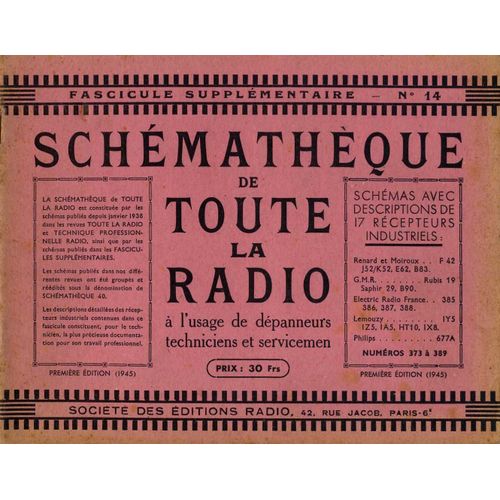 FASCICULE SUPPLÉMENTAIRE — N° 14
SCHÉMATHÈQUE
DE
TOUTE
LA
RADIO
à l'usage de dépanneurs
techniciens et servicemen
PRIX : 30 Frs
LA SCHÉMATHÈQUE de TOUTE
LA RADIO est constituée par les
schémas publiés depuis janvier 1936
dans les revues TOUTE LA RADIO
et TECHNIQUE PROFESSION-
NELLE RADIO, ainsi que par les
schémas publiés dans les FASCICU-
LES SUPPLÉMENTAIRES.
Les schémas publiés dans nos dif-
férentes revues ont été groupés et
réédités sous la dénomination de
SCHÉMATHÈQUE 40.
Les descriptions détaillées des récep-
teurs industriels contenues dans ce
fascicule constituent, pour le techni-
cien, la plus précieuse documentation
pour son travail professionnel.
PREMIÈRE ÉDITION (1945)
SCHÉMAS AVEC
DESCRIPTIONS DE
17 RÉCEPTEURS
INDUSTRIELS :
Renard et Moiroux . . F 42
J52/K52, E62, B83.
G.M.R. . . . . . Rubis 19
Saphir 29, B90.
Electric Radio France. . 385
386, 387, 388.
Lemouzy . . . . . . 1Y5
1Z5, 1A5, HT10, 1X8.
Philips . . . . . . . 677A
NUMÉROS 373 à 389
PREMIÈRE ÉDITION (1945)
SOCIÉTÉ DES ÉDITIONS RADIO, 42, RUE JACOB, PARIS-6e